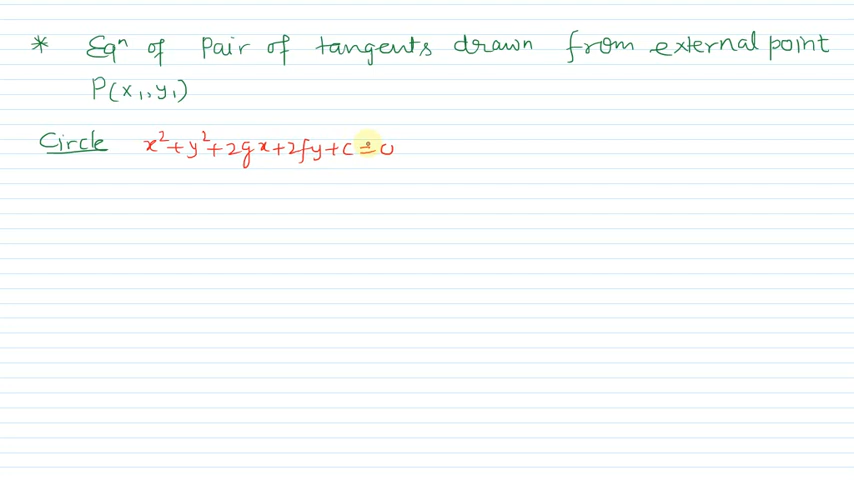 * Eqⁿ of Pair of tangents drawn from external point
P(x₁,y₁)
Circle x²+y²+2gx+2fy+c=0